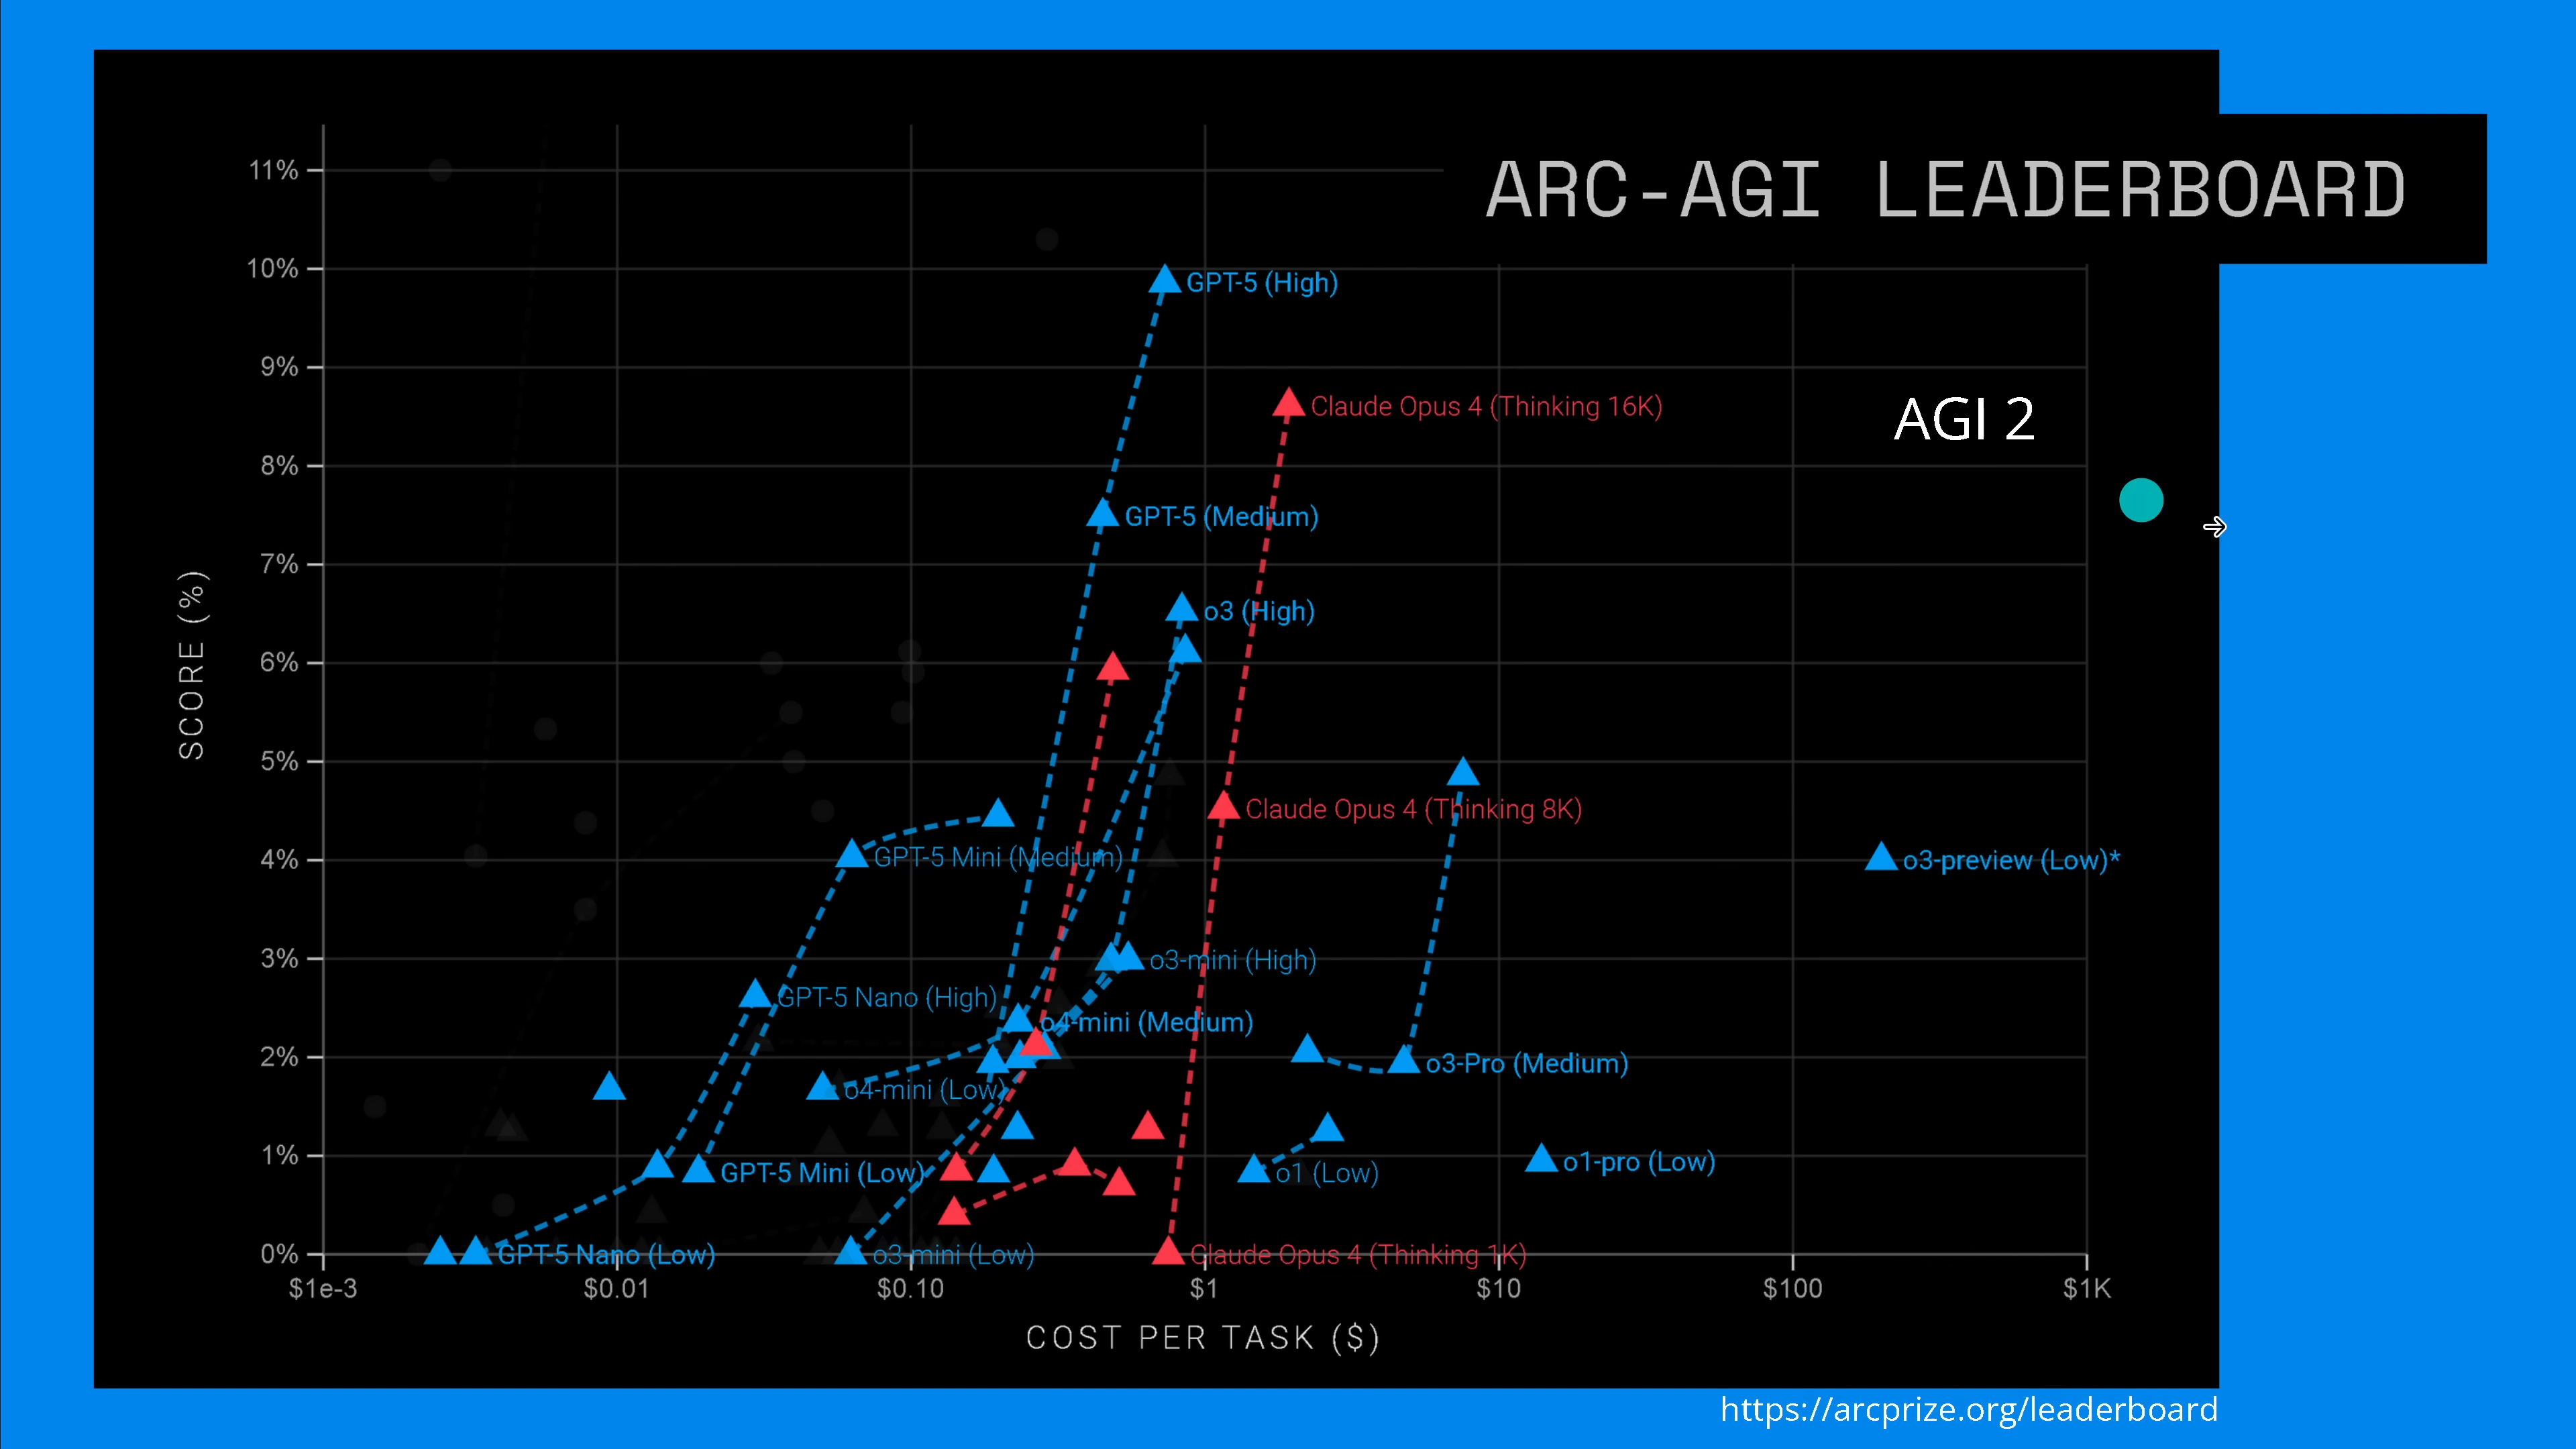 ARC-AGI LEADERBOARD
11%
10%
GPT-5 (High)
9%
Claude Opus 4 (Thinking 16K)
AGI 2
8%
GPT-5 (Medium)
7%
o3 (High)
SCORE (%)
6%
5%
Claude Opus 4 (Thinking 8K)
GPT-5 Mini (Medium)
4%
o3-preview (Low)*
3%
o3-mini (High)
GPT-5 Nano (High)
o4-mini (Medium)
2%
o3-Pro (Medium)
o4-mini (Low)
1%
GPT-5 Mini (Low)
o1 (Low)
o1-pro (Low)
0%
GPT-5 Nano (Low)
o3-mini (Low)
Claude Opus 4 (Thinking 1K)
$1e-3
$0.01
$0.10
$1
$10
$100
$1K
COST PER TASK ($)
https://arcprize.org/leaderboard